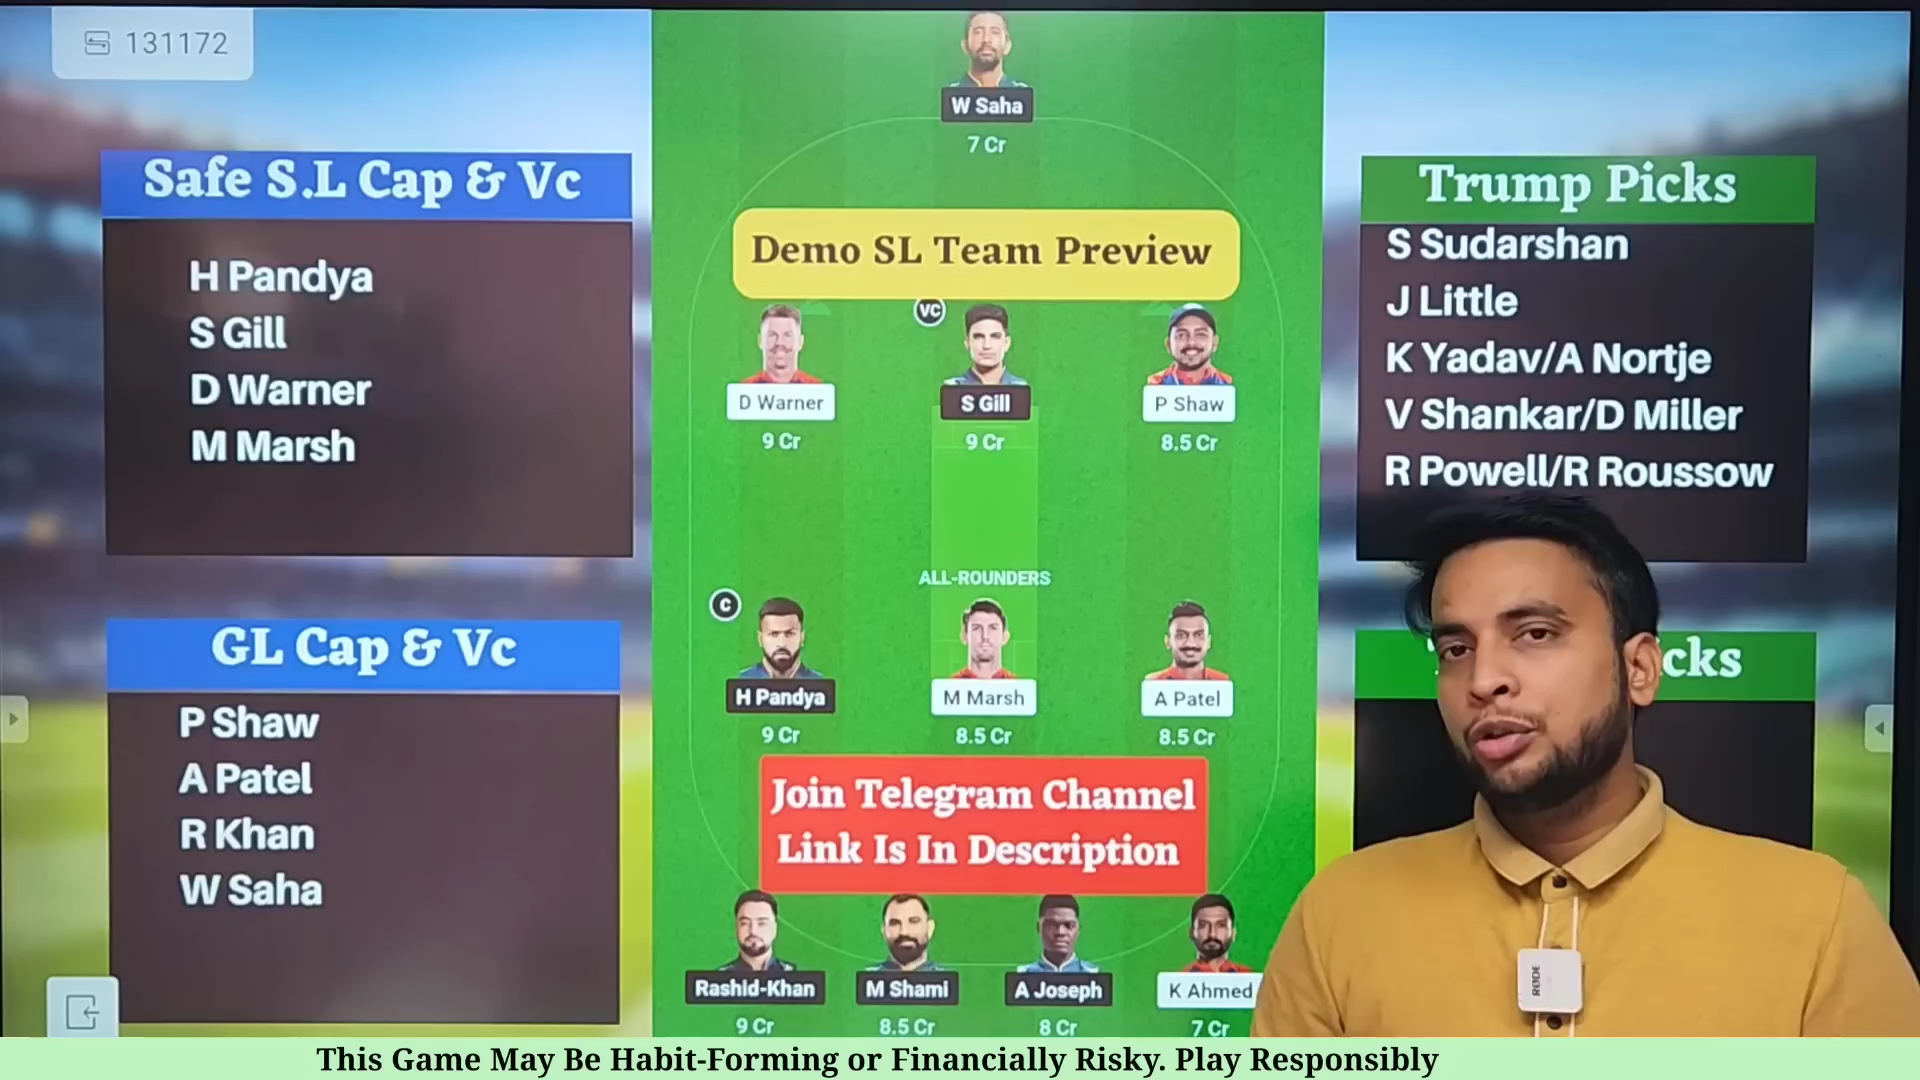 131172
Safe S.L Cap & Vc
H Pandya
S Gill
D Warner
M Marsh
GL Cap & Vc
P Shaw
A Patel
R Khan
W Saha
W Saha
7 Cr
Demo SL Team Preview
VC
D Warner
S Gill
P Shaw
9 Cr
9 Cr
8.5 Cr
ALL-ROUNDERS
C
H Pandya
M Marsh
A Patel
9 Cr
8.5 Cr
8.5 Cr
Join Telegram Channel
Link Is In Description
Rashid-Khan
M Shami
A Joseph
K Ahmed
9 Cr
8.5 Cr
8 Cr
7 Cr
Trump Picks
S Sudarshan
J Little
K Yadav/A Nortje
V Shankar/D Miller
R Powell/R Roussow
cks
RODE
This Game May Be Habit-Forming or Financially Risky. Play Responsibly